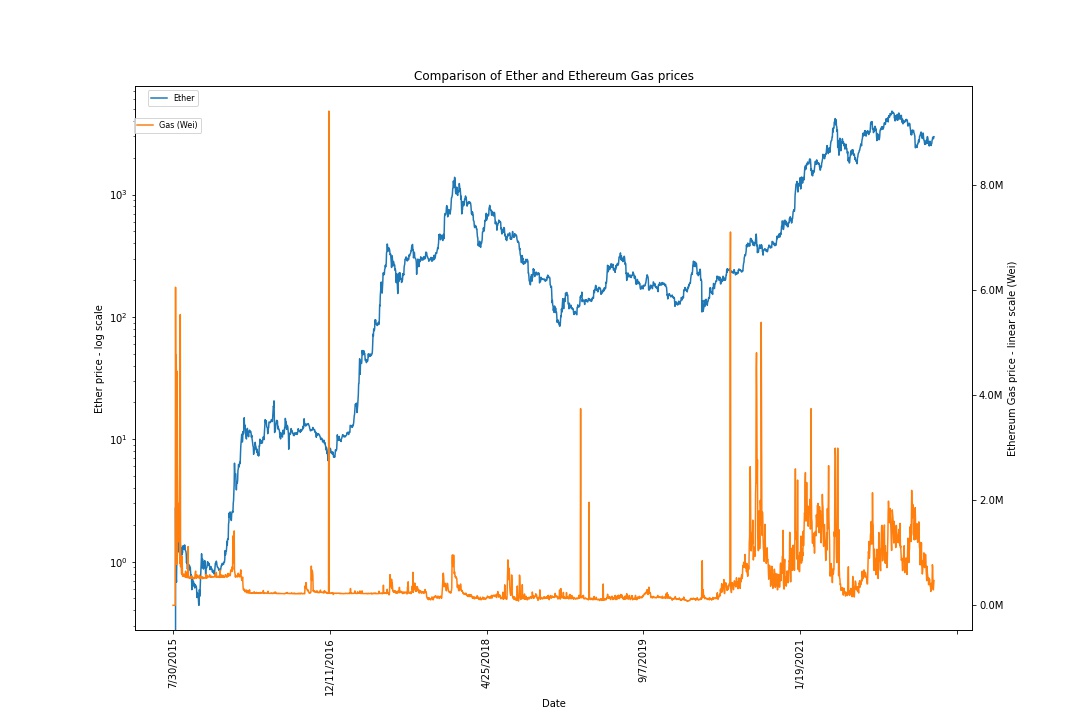 Comparison of Ether and Ethereum Gas prices
Ether
Gas (Wei)
Ether price - log scale
10³
10²
10¹
10⁰
8.0M
6.0M
4.0M
2.0M
0.0M
Ethereum Gas price - linear scale (Wei)
7/30/2015
12/11/2016
4/25/2018
9/7/2019
1/19/2021
Date